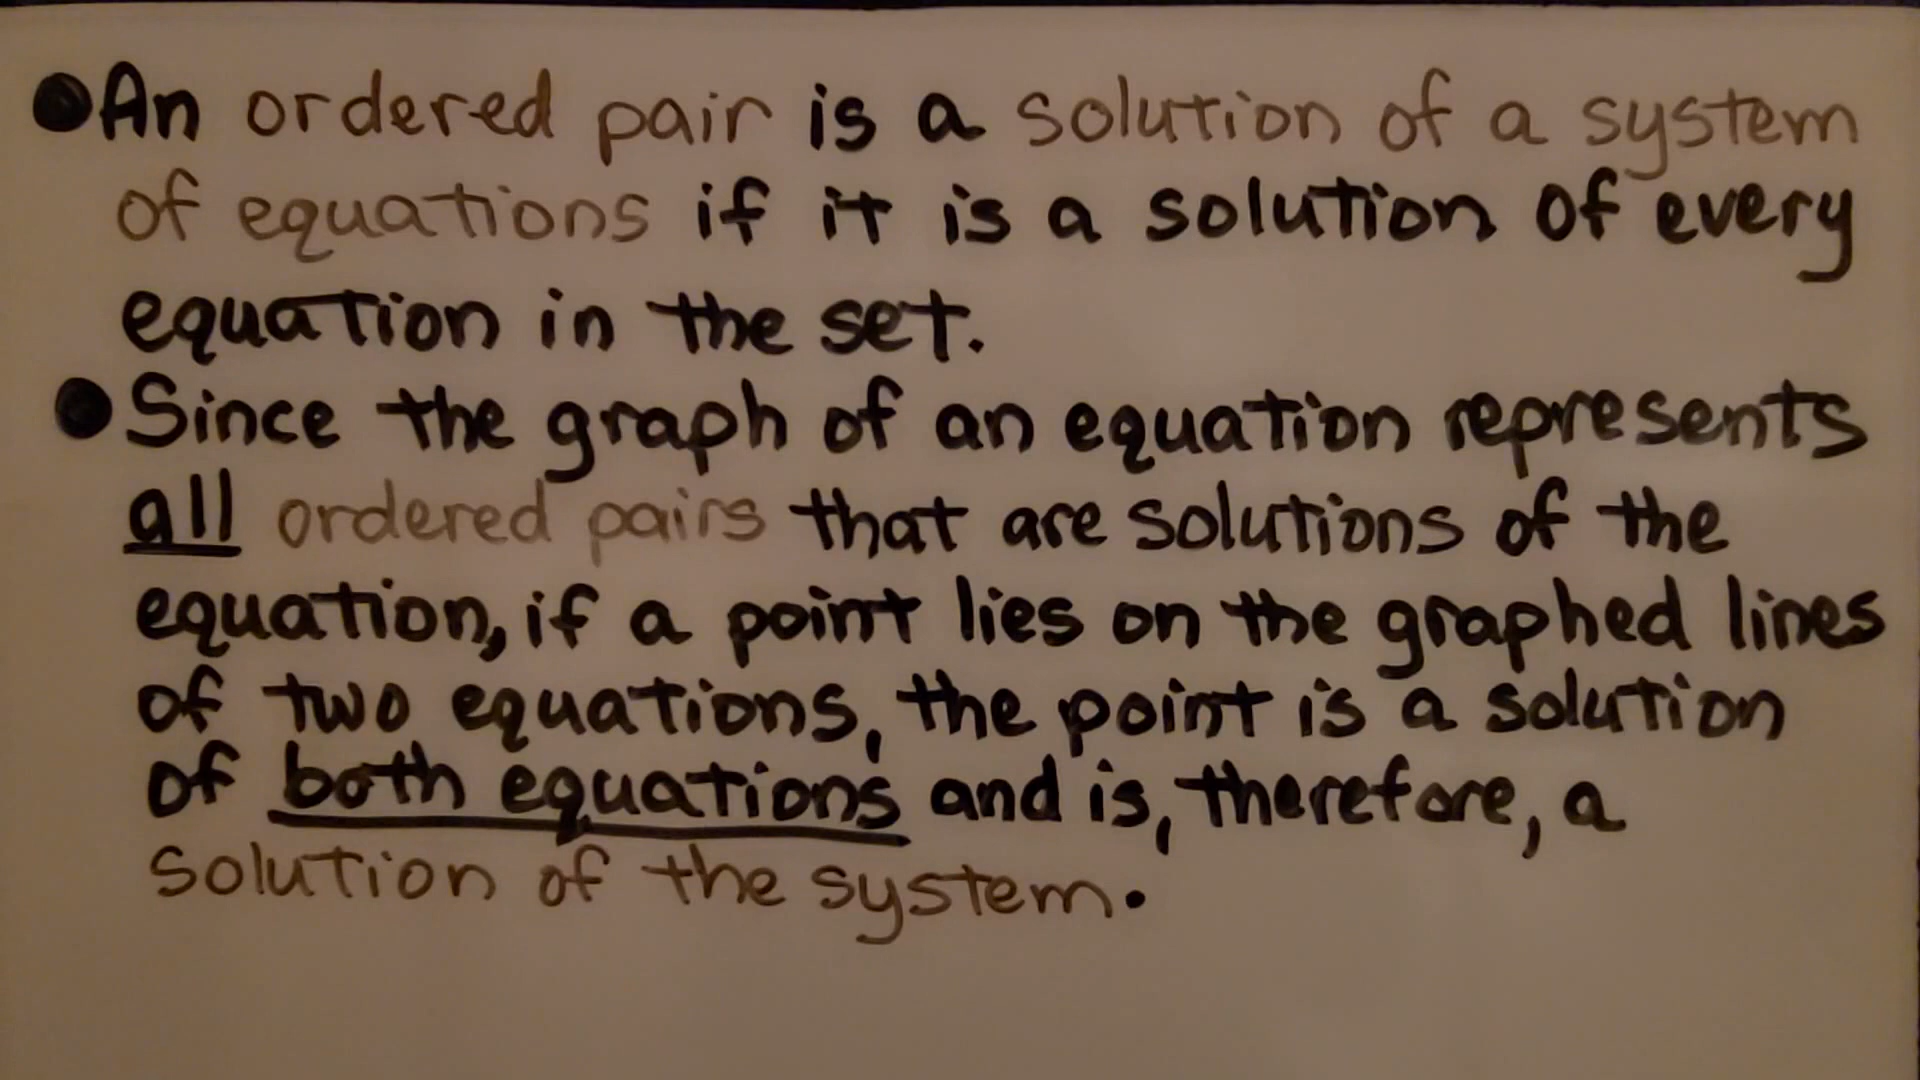 ●An ordered pair is a solution of a system
of equations if it is a solution of every
equation in the set.
●Since the graph of an equation represents
all ordered pairs that are solutions of the
equation, if a point lies on the graphed lines
of two equations, the point is a solution
of both equations and is, therefore, a
solution of the system.